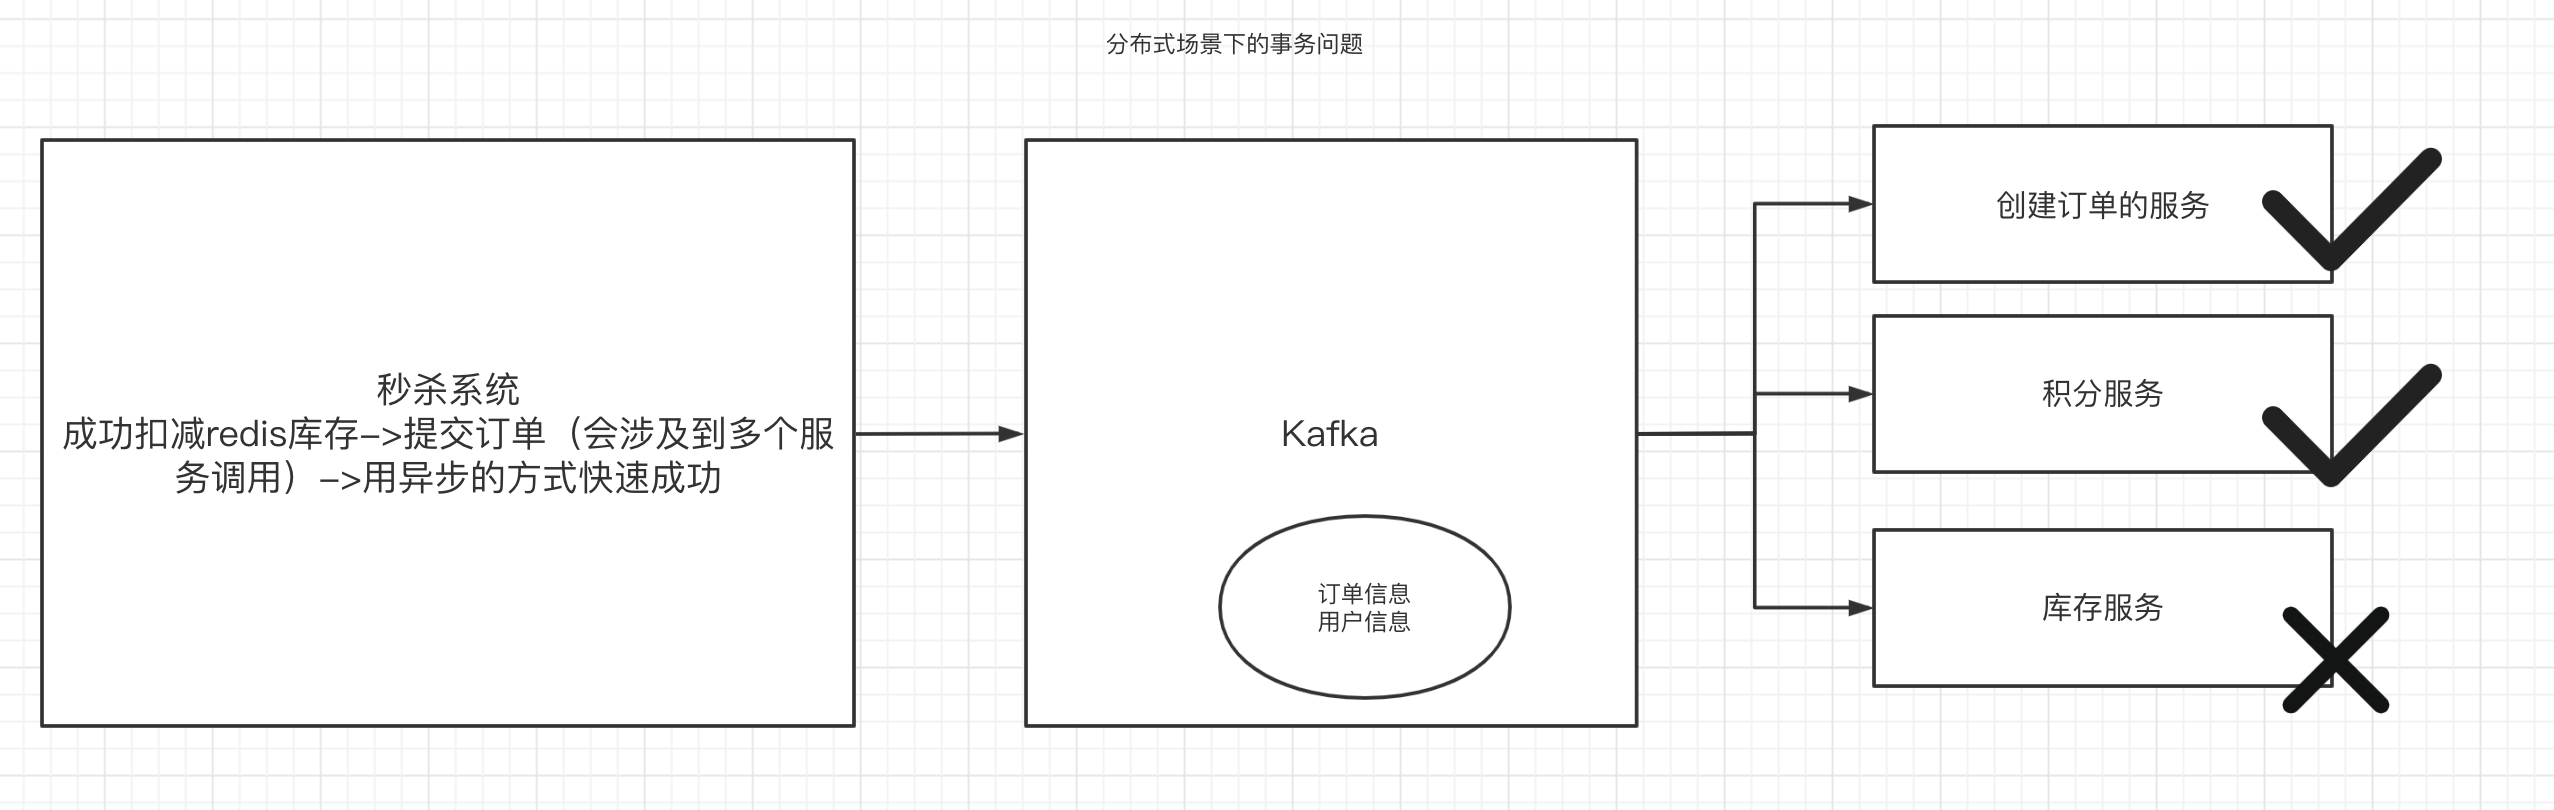 分布式场景下的事务问题
秒杀系统
成功扣减redis库存–>提交订单（会涉及到多个服
务调用）–>用异步的方式快速成功
Kafka
订单信息
用户信息
创建订单的服务
积分服务
库存服务